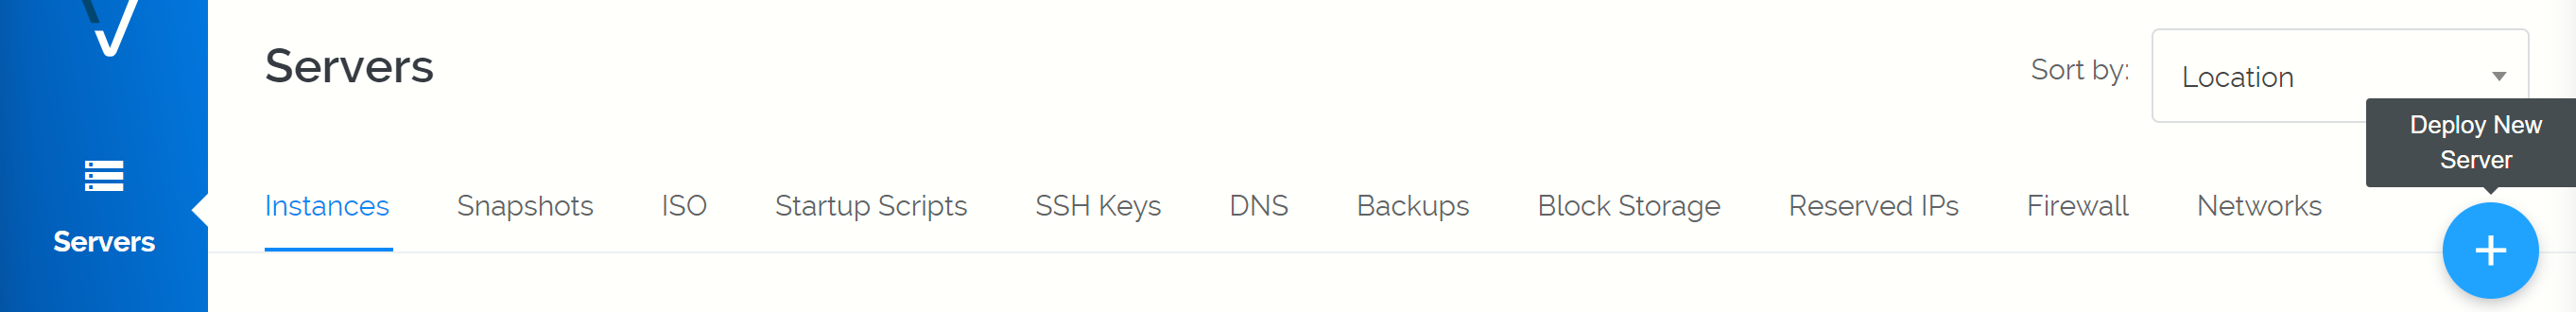 Servers
Sort by:
Location
Deploy New
Server
Instances Snapshots ISO Startup Scripts SSH Keys DNS Backups Block Storage Reserved IPs Firewall Networks
Servers